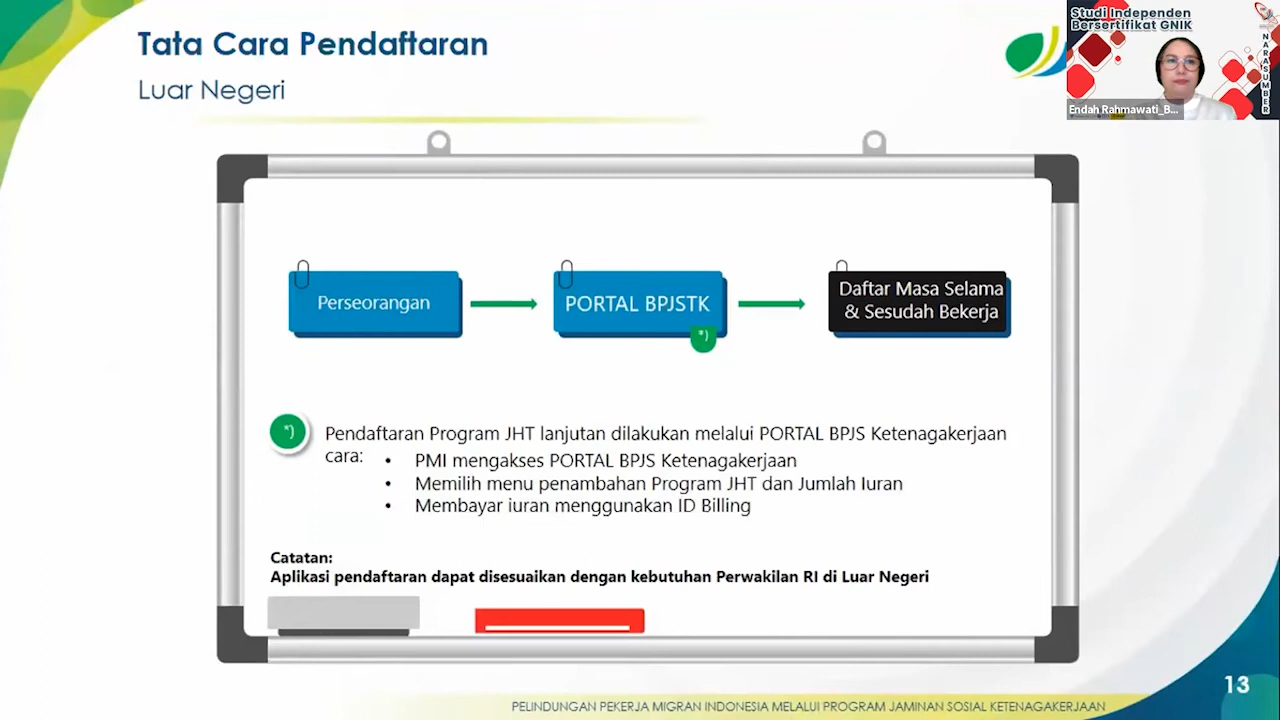 Tata Cara Pendaftaran
Luar Negeri
Studi Independen
Bersertifikat GNIK
NARASUMBER
Endah Rahmawati_B...
Perseorangan
PORTAL BPJSTK
*)
Daftar Masa Selama
& Sesudah Bekerja
*)
Pendaftaran Program JHT lanjutan dilakukan melalui PORTAL BPJS Ketenagakerjaan
cara:
• PMI mengakses PORTAL BPJS Ketenagakerjaan
• Memilih menu penambahan Program JHT dan Jumlah Iuran
• Membayar iuran menggunakan ID Billing
Catatan:
Aplikasi pendaftaran dapat disesuaikan dengan kebutuhan Perwakilan RI di Luar Negeri
13
PELINDUNGAN PEKERJA MIGRAN INDONESIA MELALUI PROGRAM JAMINAN SOSIAL KETENAGAKERJAAN